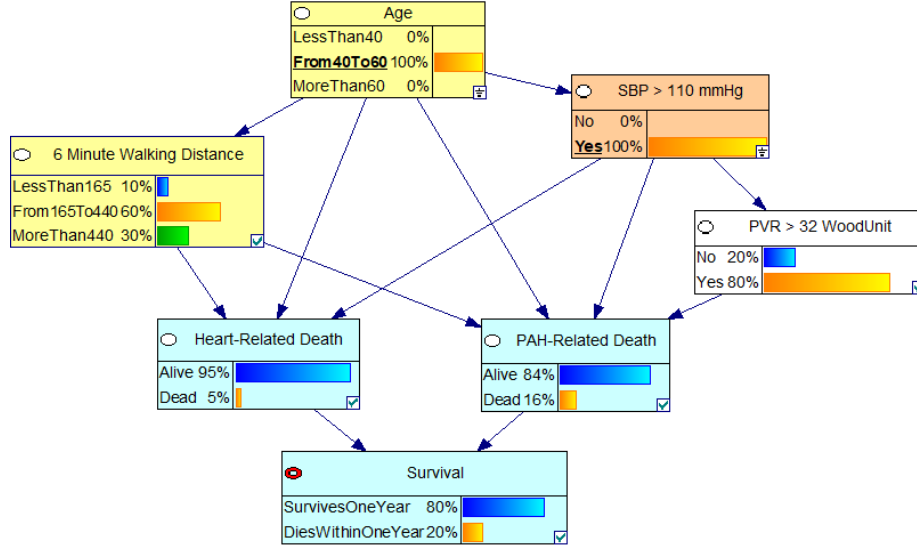 Age
LessThan40 0%
From40To60 100%
MoreThan60 0%
SBP > 110 mmHg
No 0%
Yes 100%
6 Minute Walking Distance
LessThan165 10%
From165To440 60%
MoreThan440 30%
PVR > 32 WoodUnit
No 20%
Yes 80%
Heart-Related Death
Alive 95%
Dead 5%
PAH-Related Death
Alive 84%
Dead 16%
Survival
SurvivesOneYear 80%
DiesWithinOneYear 20%